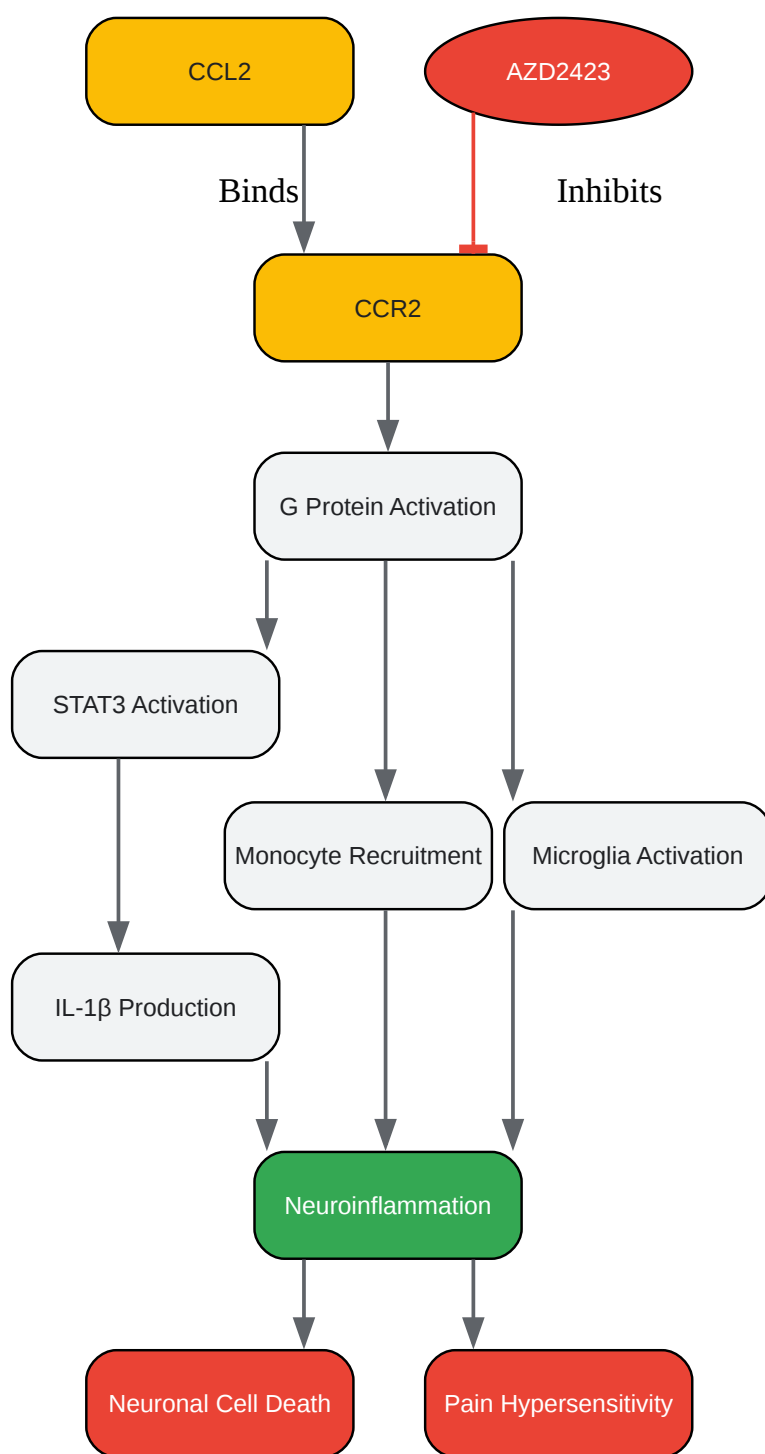 CCL2
AZD2423
Binds
Inhibits
CCR2
G Protein Activation
STAT3 Activation
Monocyte Recruitment
Microglia Activation
IL-1β Production
Neuroinflammation
Neuronal Cell Death
Pain Hypersensitivity